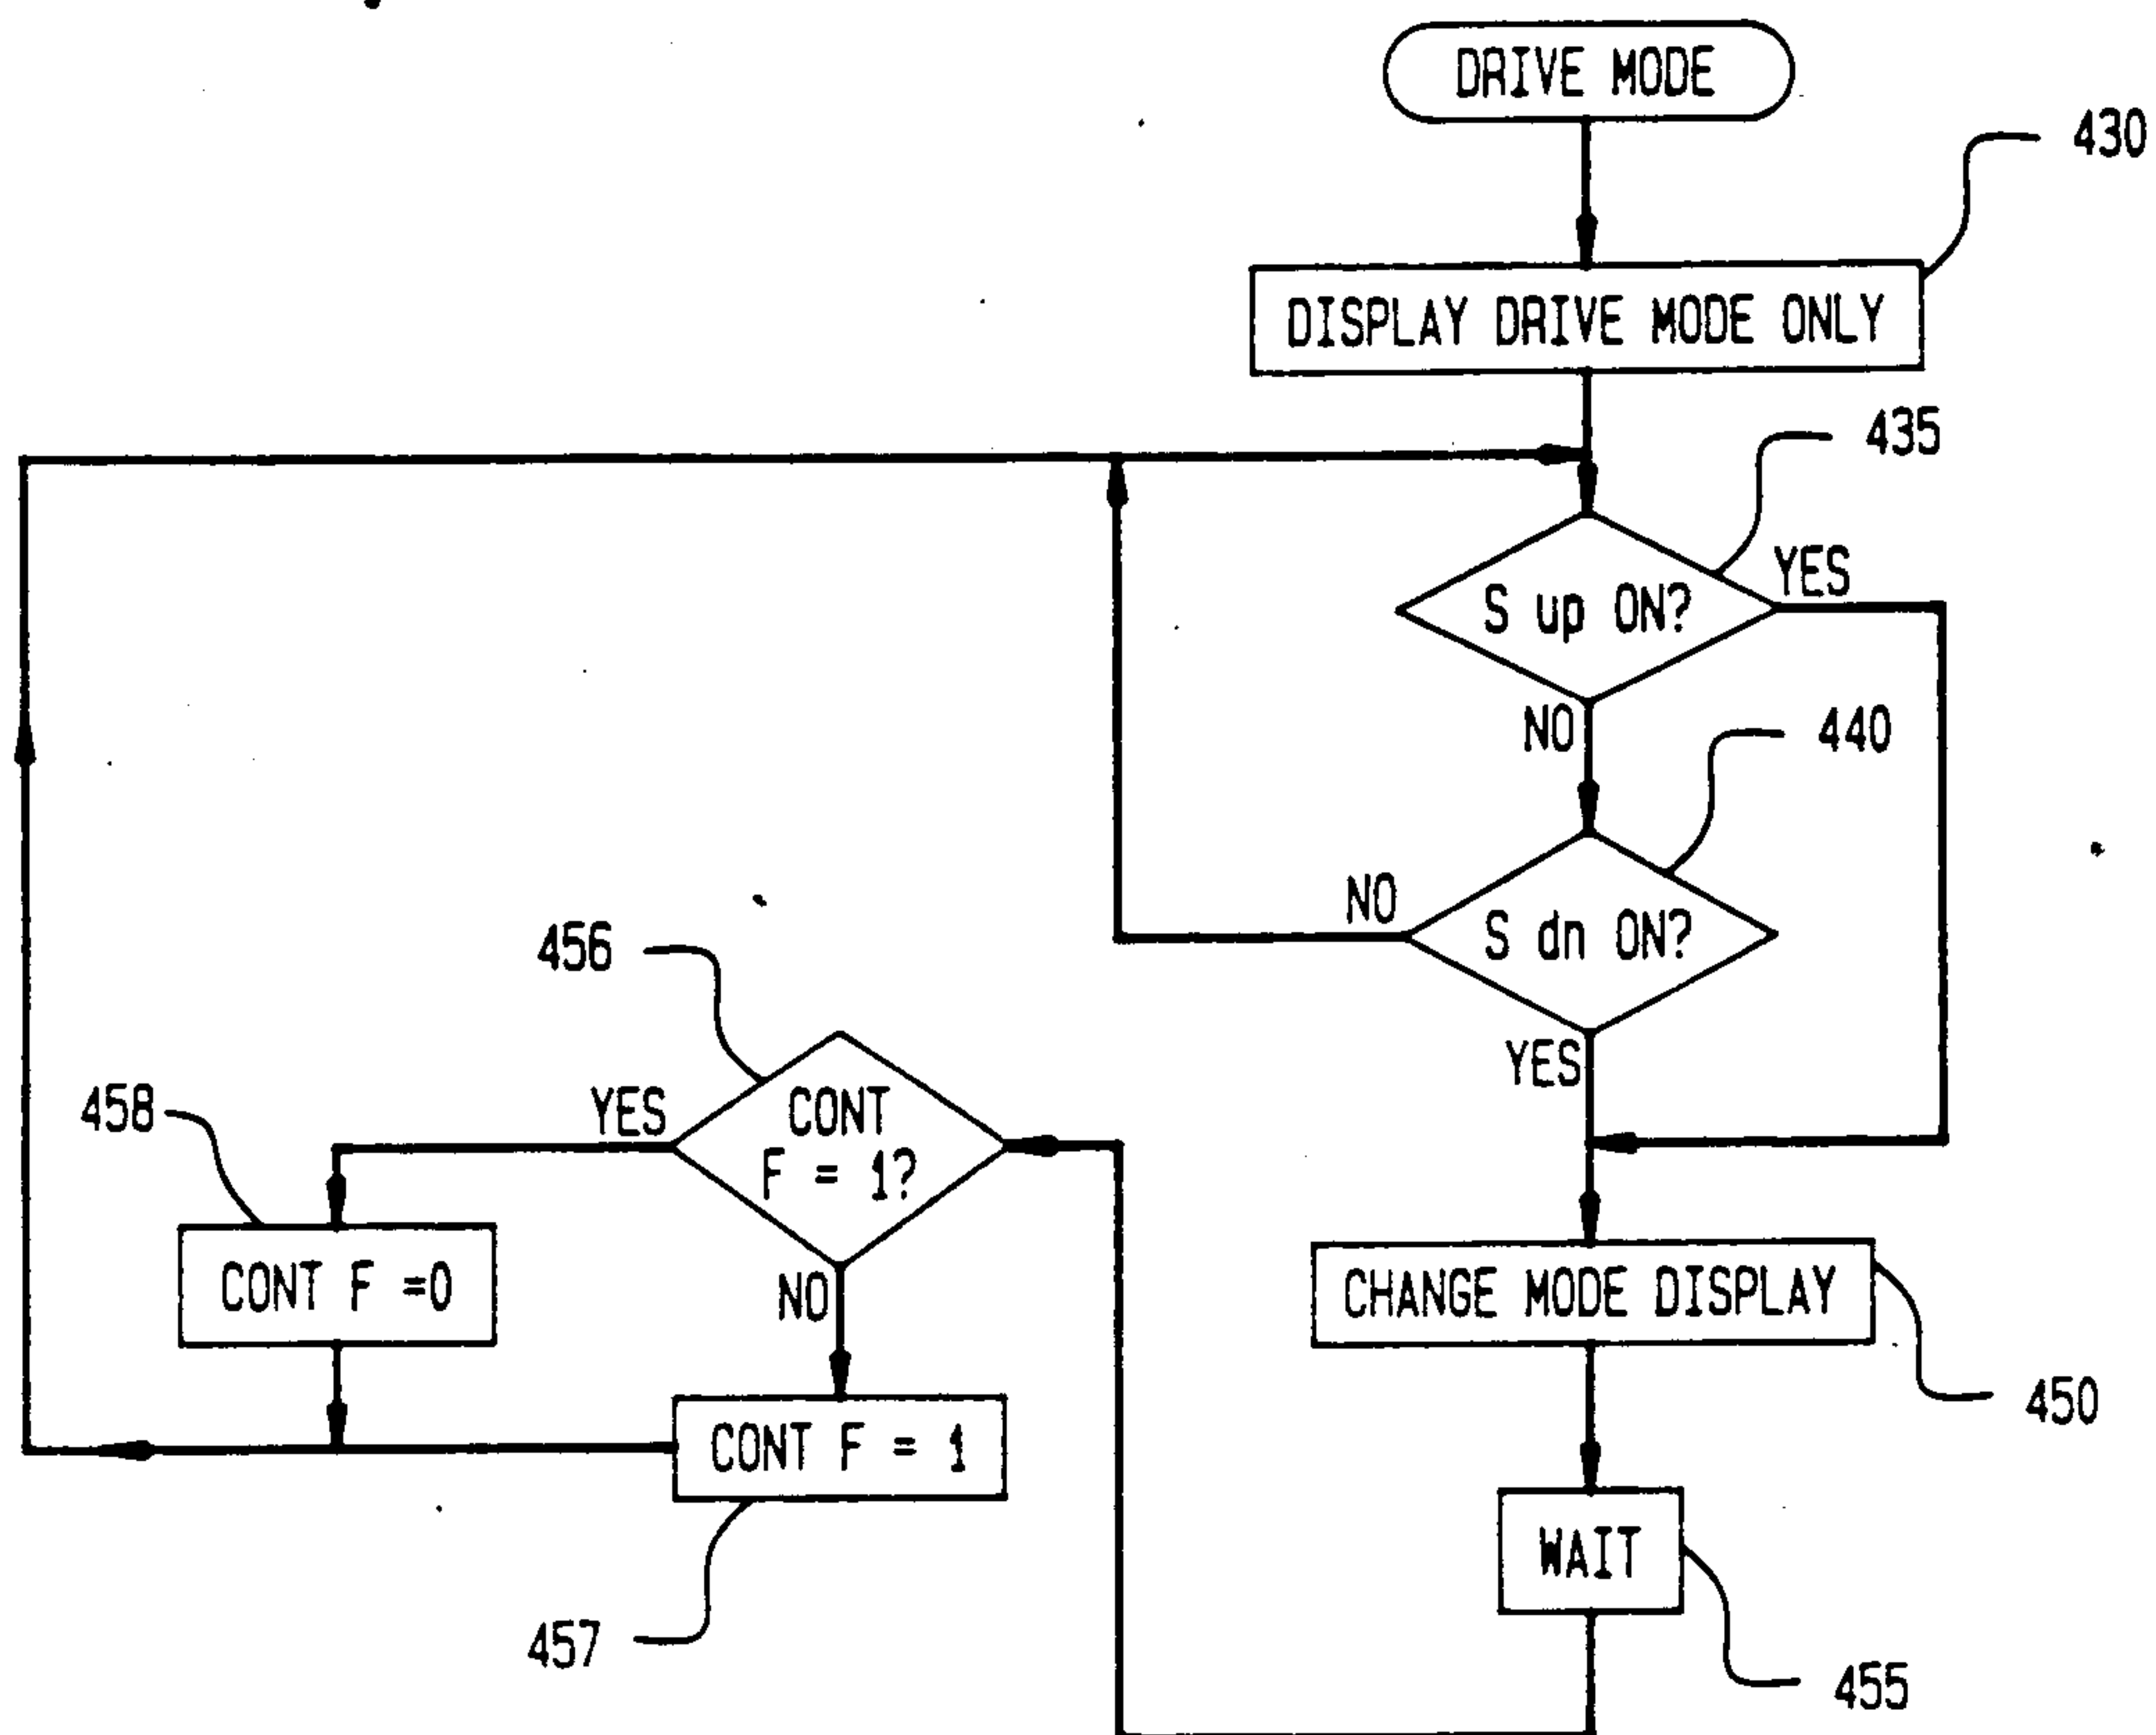 DRIVE MODE
430
DISPLAY DRIVE MODE ONLY
435
S up ON?
YES
NO
440
S dn ON?
NO
YES
CHANGE MODE DISPLAY
450
WAIT
455
456
CONT
F = 1?
YES
NO
458
CONT F =0
CONT F = 1
457